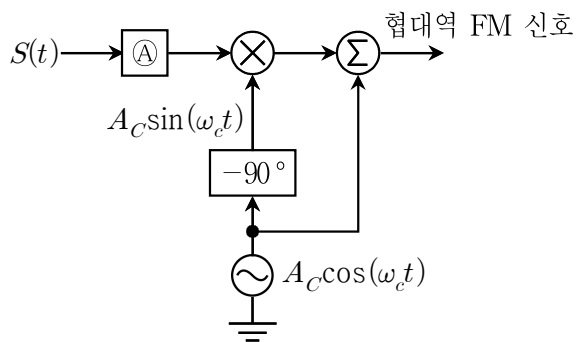 협대역 FM 신호
S(t)
Ⓐ
A_C sin(ω_c t)
−90°
A_C cos(ω_c t)